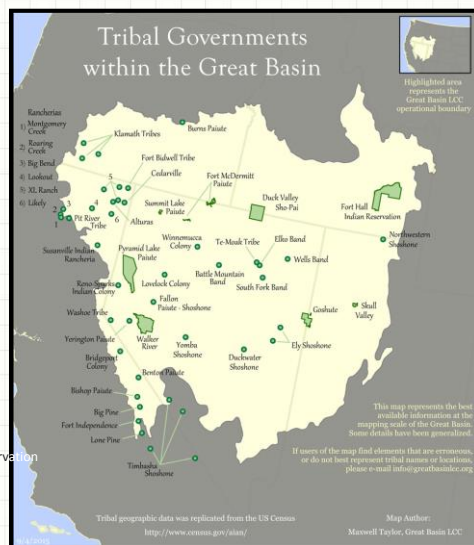 Tribal Governments
within the Great Basin
Highlighted area
represents the
Great Basin LCC
operational boundary
Rancherias
1) Montgomery
Creek
2) Roaring
Creek
3) Big Bend
4) Lookout
5) XL Ranch
6) Likely
Klamath Tribes
Burns Paiute
5
Fort Bidwell Tribe
Cedarville
Fort McDermitt
Paiute
Summit Lake
Paiute
Duck Valley
Sho-Pai
Fort Hall
Indian Reservation
2
3
4
1
Pit River
Tribe
6
Alturas
Northwestern
Shoshone
Susanville Indian
Rancheria
Pyramid Lake
Paiute
Winnemucca
Colony
Te-Moak Tribe
Elko Band
Wells Band
Battle Mountain
Band
South Fork Band
Reno-Sparks
Indian Colony
Lovelock Colony
Fallon
Paiute - Shoshone
Goshute
Skull
Valley
Washoe Tribe
Yerington Paiute
Walker
River
Yomba
Shoshone
Duckwater
Shoshone
Ely Shoshone
Bridgeport
Colony
Benton Paiute
Bishop Paiute
Big Pine
Fort Independence
Lone Pine
Timbisha
Shoshone
This map represents the best
available information at the
mapping scale of the Great Basin.
Some details have been generalized.
If users of the map find elements that are erroneous,
or do not best represent tribal names or locations,
please e-mail info@greatbasinlcc.org
vation
Tribal geographic data was replicated from the US Census
http://www.census.gov/aian/
Map Author:
Maxwell Taylor, Great Basin LCC